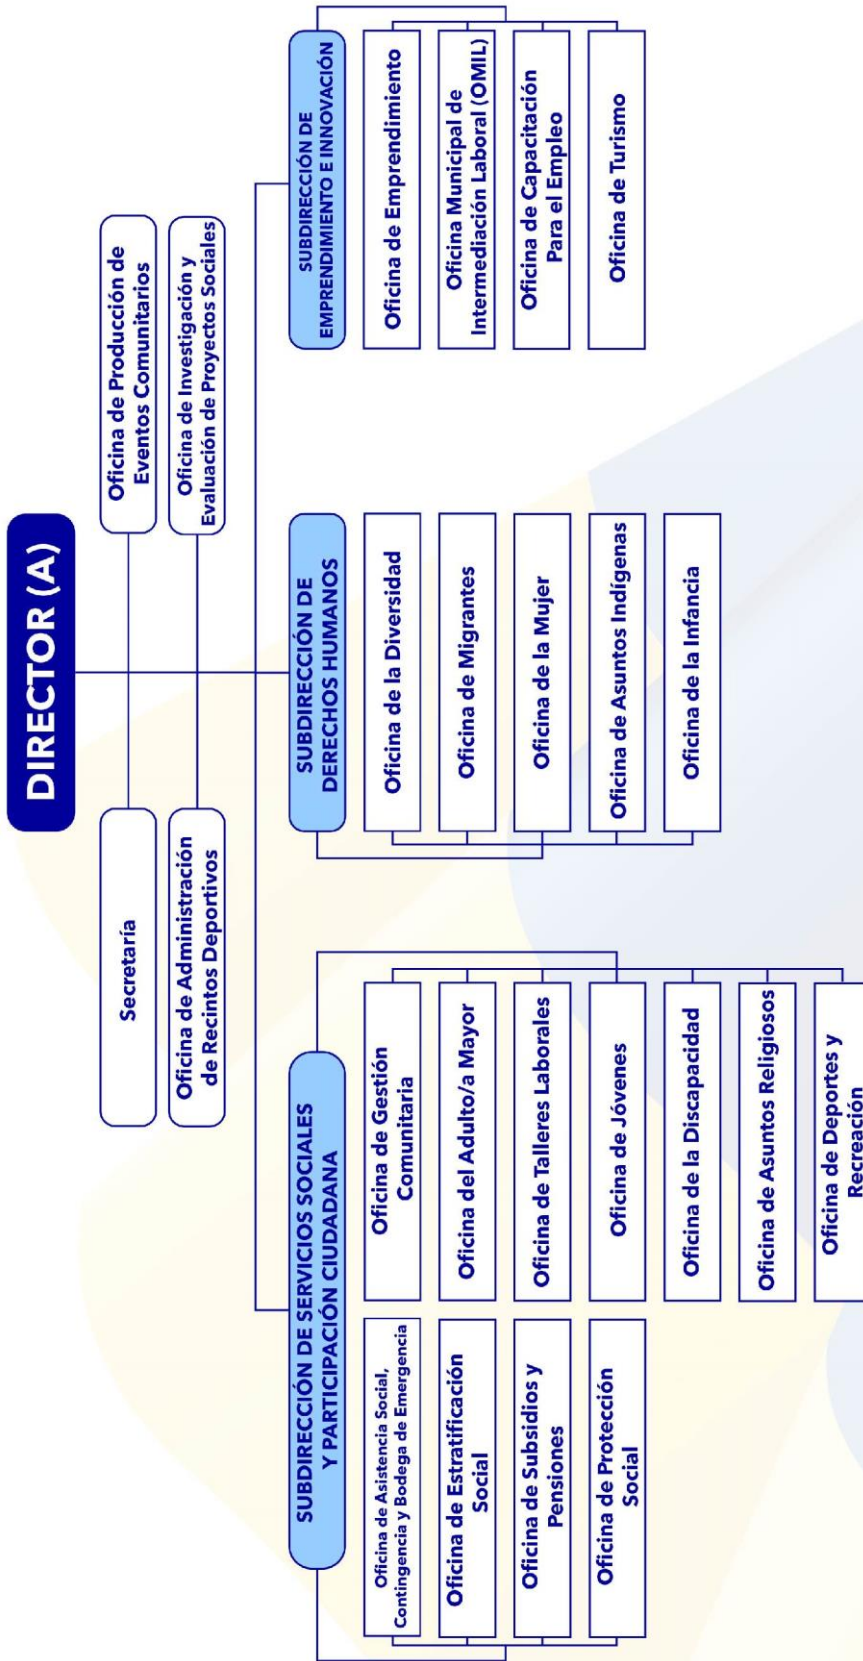 DIRECTOR (A)
Secretaría
Oficina de Producción de
Eventos Comunitarios
Oficina de Administración
de Recintos Deportivos
Oficina de Investigación y
Evaluación de Proyectos Sociales
SUBDIRECCIÓN DE SERVICIOS SOCIALES
Y PARTICIPACIÓN CIUDADANA
Oficina de Asistencia Social,
Contingencia y Bodega de Emergencia
Oficina de Estratificación
Social
Oficina de Subsidios y
Pensiones
Oficina de Protección
Social
Oficina de Gestión
Comunitaria
Oficina del Adulto/a Mayor
Oficina de Talleres Laborales
Oficina de Jóvenes
Oficina de la Discapacidad
Oficina de Asuntos Religiosos
Oficina de Deportes y
Recreación
SUBDIRECCIÓN DE
DERECHOS HUMANOS
Oficina de la Diversidad
Oficina de Migrantes
Oficina de la Mujer
Oficina de Asuntos Indígenas
Oficina de la Infancia
SUBDIRECCIÓN DE
EMPRENDIMIENTO E INNOVACIÓN
Oficina de Emprendimiento
Oficina Municipal de
Intermediación Laboral (OMIL)
Oficina de Capacitación
Para el Empleo
Oficina de Turismo